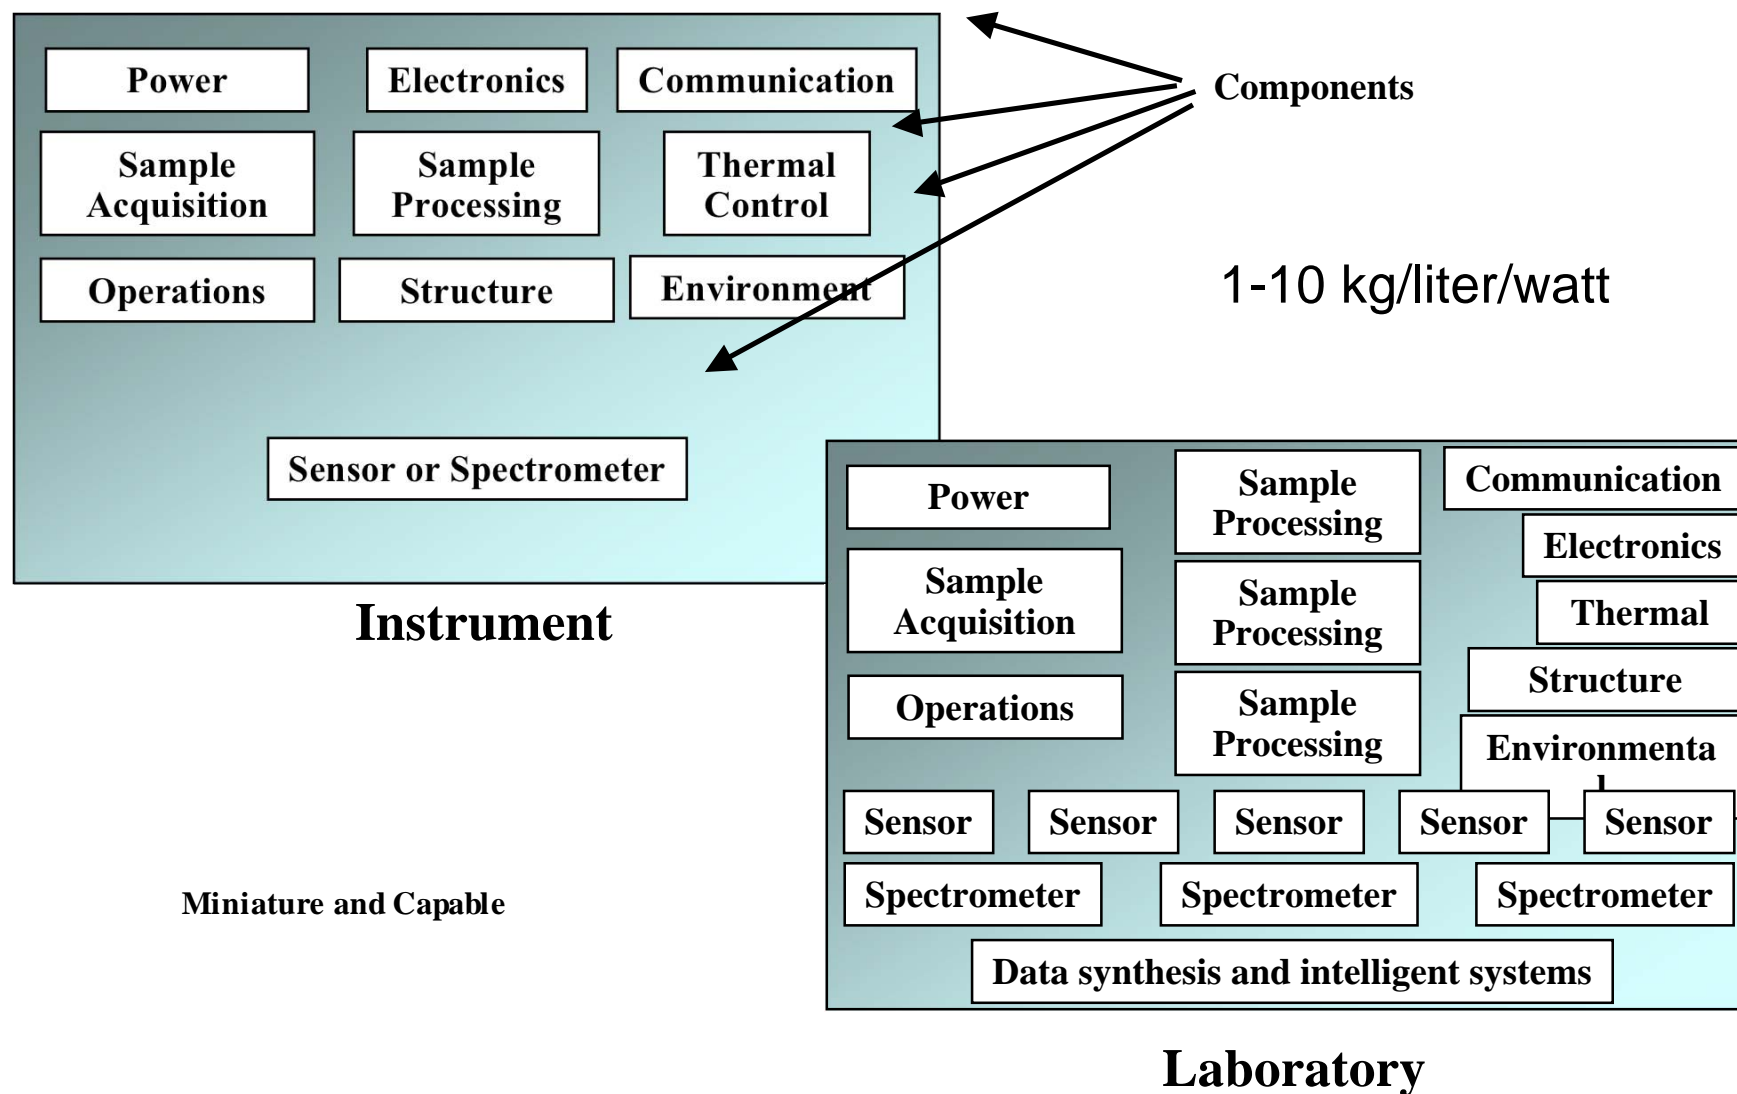 Power
Electronics
Communication
Components
Sample
Acquisition
Sample
Processing
Thermal
Control
Operations
Structure
Environment
1-10 kg/liter/watt
Sensor or Spectrometer
Instrument
Power
Sample
Processing
Communication
Electronics
Sample
Acquisition
Sample
Processing
Thermal
Operations
Sample
Processing
Structure
Environmenta
l
Sensor
Sensor
Sensor
Sensor
Sensor
Spectrometer
Spectrometer
Spectrometer
Data synthesis and intelligent systems
Miniature and Capable
Laboratory